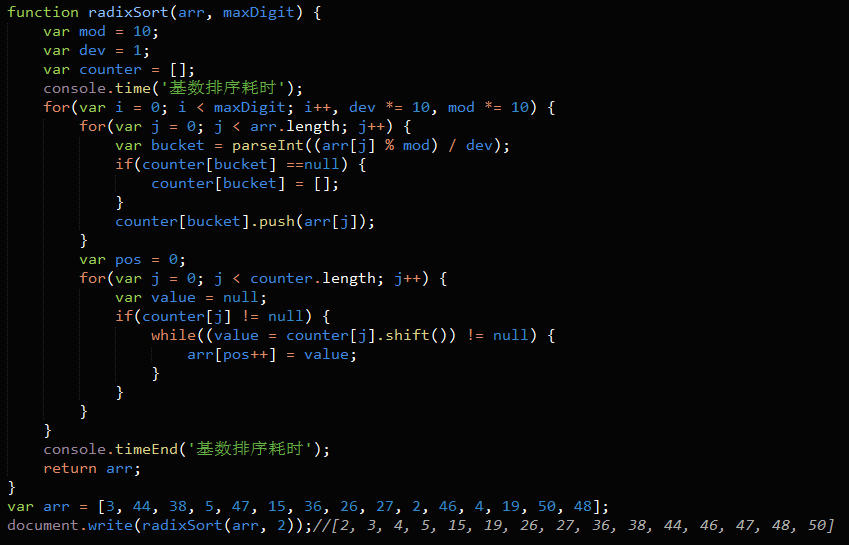 function radixSort(arr, maxDigit) {
    var mod = 10;
    var dev = 1;
    var counter = [];
    console.time('基数排序耗时');
    for(var i = 0; i < maxDigit; i++, dev *= 10, mod *= 10) {
        for(var j = 0; j < arr.length; j++) {
            var bucket = parseInt((arr[j] % mod) / dev);
            if(counter[bucket] ==null) {
                counter[bucket] = [];
            }
            counter[bucket].push(arr[j]);
        }
        var pos = 0;
        for(var j = 0; j < counter.length; j++) {
            var value = null;
            if(counter[j] != null) {
                while((value = counter[j].shift()) != null) {
                    arr[pos++] = value;
                }
            }
        }
    }
    console.timeEnd('基数排序耗时');
    return arr;
}
var arr = [3, 44, 38, 5, 47, 15, 36, 26, 27, 2, 46, 4, 19, 50, 48];
document.write(radixSort(arr, 2));//[2, 3, 4, 5, 15, 19, 26, 27, 36, 38, 44, 46, 47, 48, 50]